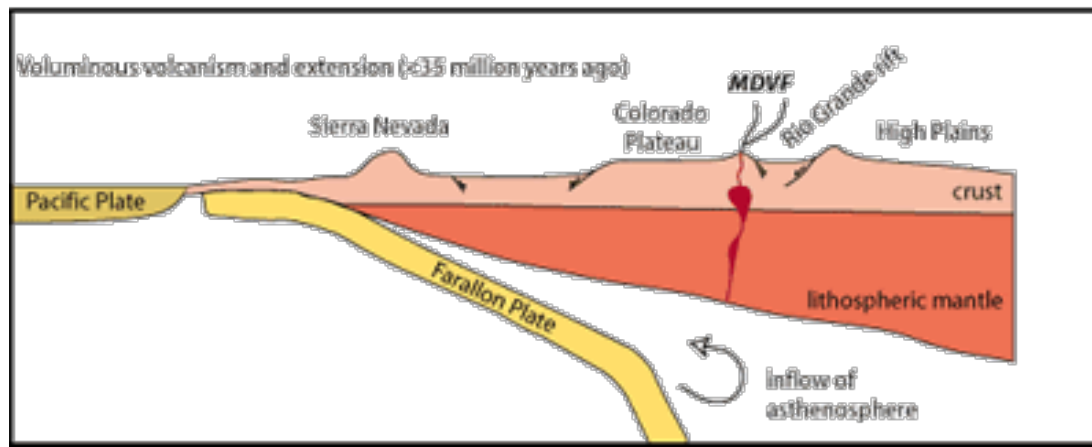 Voluminous volcanism and extension (<35 million years ago)
MDVF
Rio Grande rift
Colorado
Plateau
Sierra Nevada
High Plains
Pacific Plate
crust
Farallon Plate
lithospheric mantle
inflow of
asthenosphere